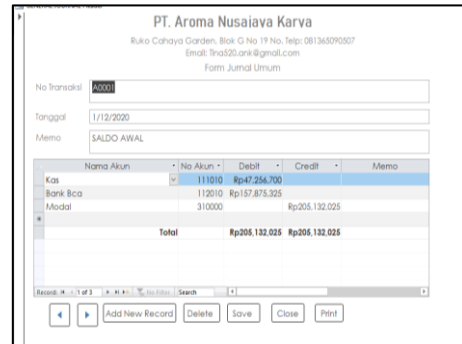 PT. Aroma Nusajaya Karya
Ruko Cahaya Garden, Blok G No 19 No. Telp: 081365090507
Email: Tina520.ank@gmail.com
Form Jurnal Umum
No Transaksi A0001
Tanggal 1/12/2020
Memo SALDO AWAL
Nama Akun No Akun Debit Credit Memo
Kas 111010 Rp47,256,700
Bank Bca 112010 Rp157,875,325
Modal 310000 Rp205,132,025
Total Rp205,132,025 Rp205,132,025
Record: 1 of 3 No Filter Search
Add New Record Delete Save Close Print